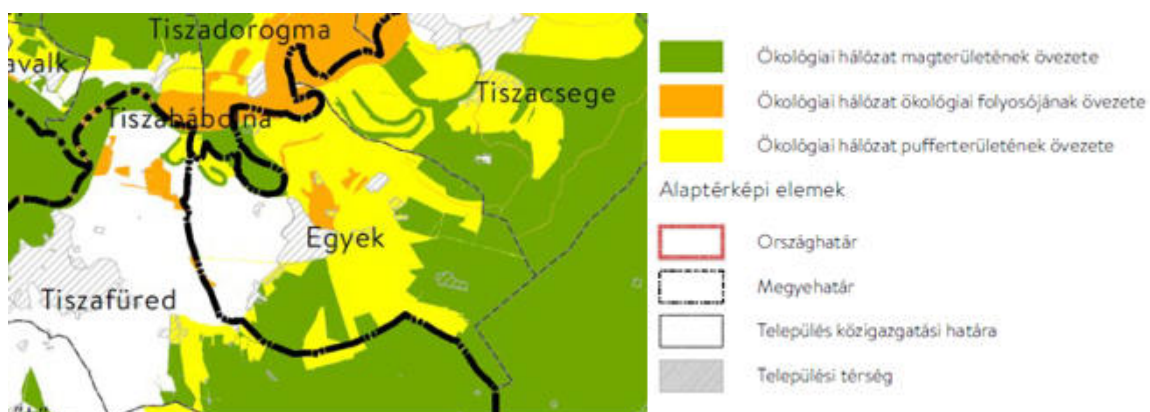 Tiszadorogma
avalk
Tiszacsege
Tiszabábolna
Egyek
Tiszafüred
Ökológiai hálózat magterületének övezete
Ökológiai hálózat ökológiai folyosójának övezete
Ökológiai hálózat pufferterületének övezete
Alaptérképi elemek
Országhatár
Megyehatár
Település közigazgatási határa
Települési térség